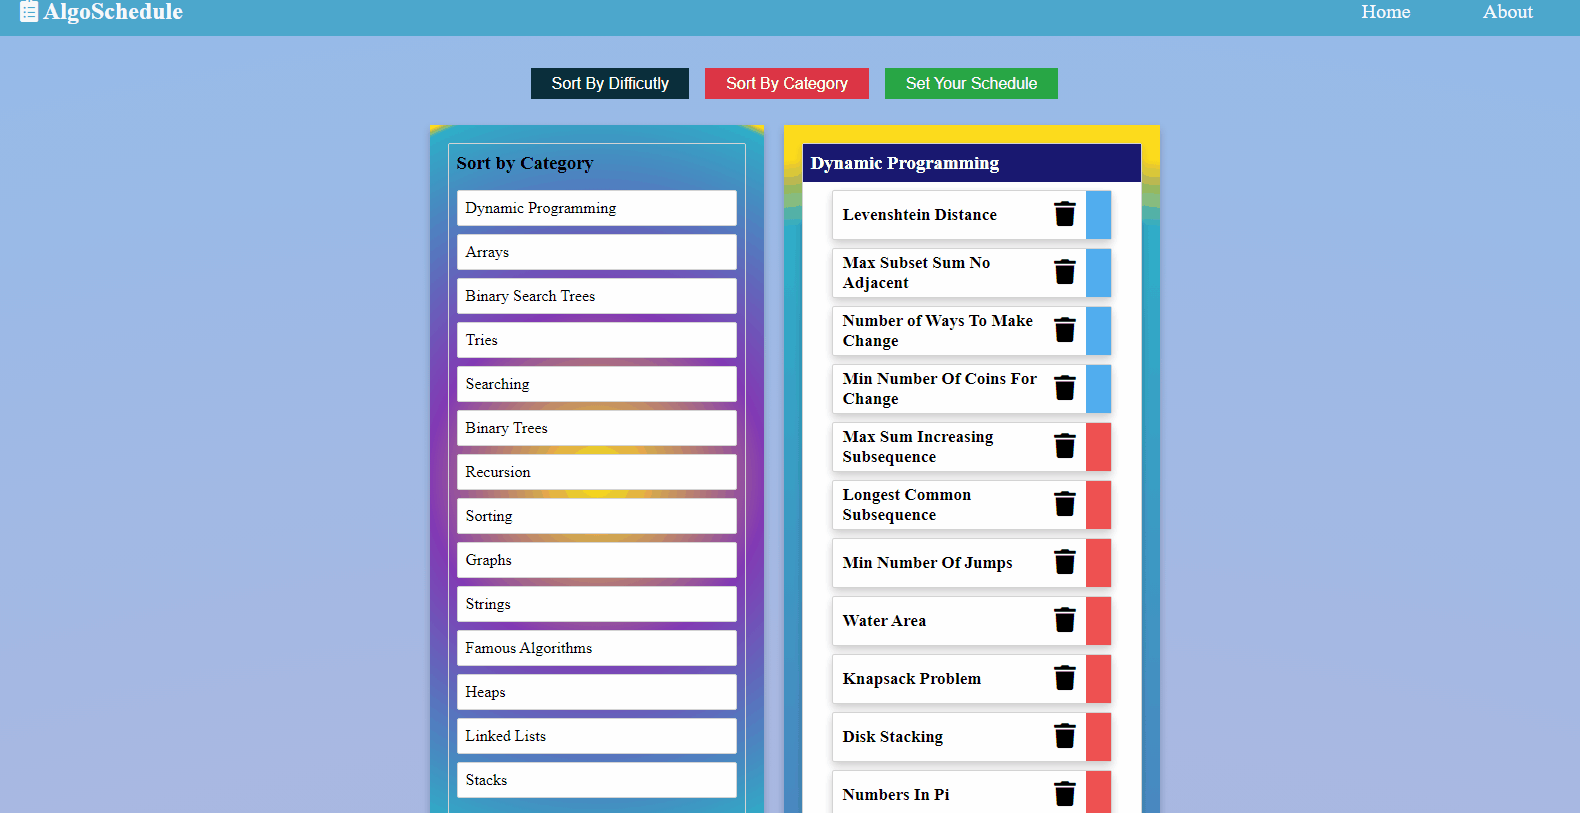 AlgoSchedule
Home
About
Sort By Difficutly
Sort By Category
Set Your Schedule
Sort by Category
Dynamic Programming
Arrays
Binary Search Trees
Tries
Searching
Binary Trees
Recursion
Sorting
Graphs
Strings
Famous Algorithms
Heaps
Linked Lists
Stacks
Dynamic Programming
Levenshtein Distance
Max Subset Sum No
Adjacent
Number of Ways To Make
Change
Min Number Of Coins For
Change
Max Sum Increasing
Subsequence
Longest Common
Subsequence
Min Number Of Jumps
Water Area
Knapsack Problem
Disk Stacking
Numbers In Pi